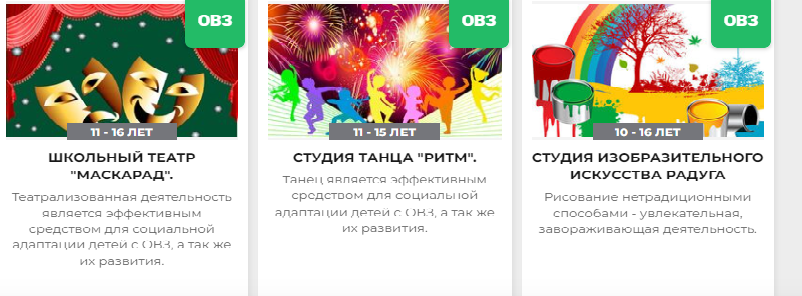 ОВЗ
11 - 16 ЛЕТ
ШКОЛЬНЫЙ ТЕАТР
"МАСКАРАД".
Театрализованная деятельность
является эффективным
средством для социальной
адаптации детей с ОВЗ, а так же
их развития.
ОВЗ
11 - 15 ЛЕТ
СТУДИЯ ТАНЦА "РИТМ".
Танец является эффективным
средством для социальной
адаптации детей с ОВЗ, а так же
их развития.
ОВЗ
10 - 16 ЛЕТ
СТУДИЯ ИЗОБРАЗИТЕЛЬНОГО
ИСКУССТВА РАДУГА
Рисование нетрадиционными
способами - увлекательная,
завораживающая деятельность.